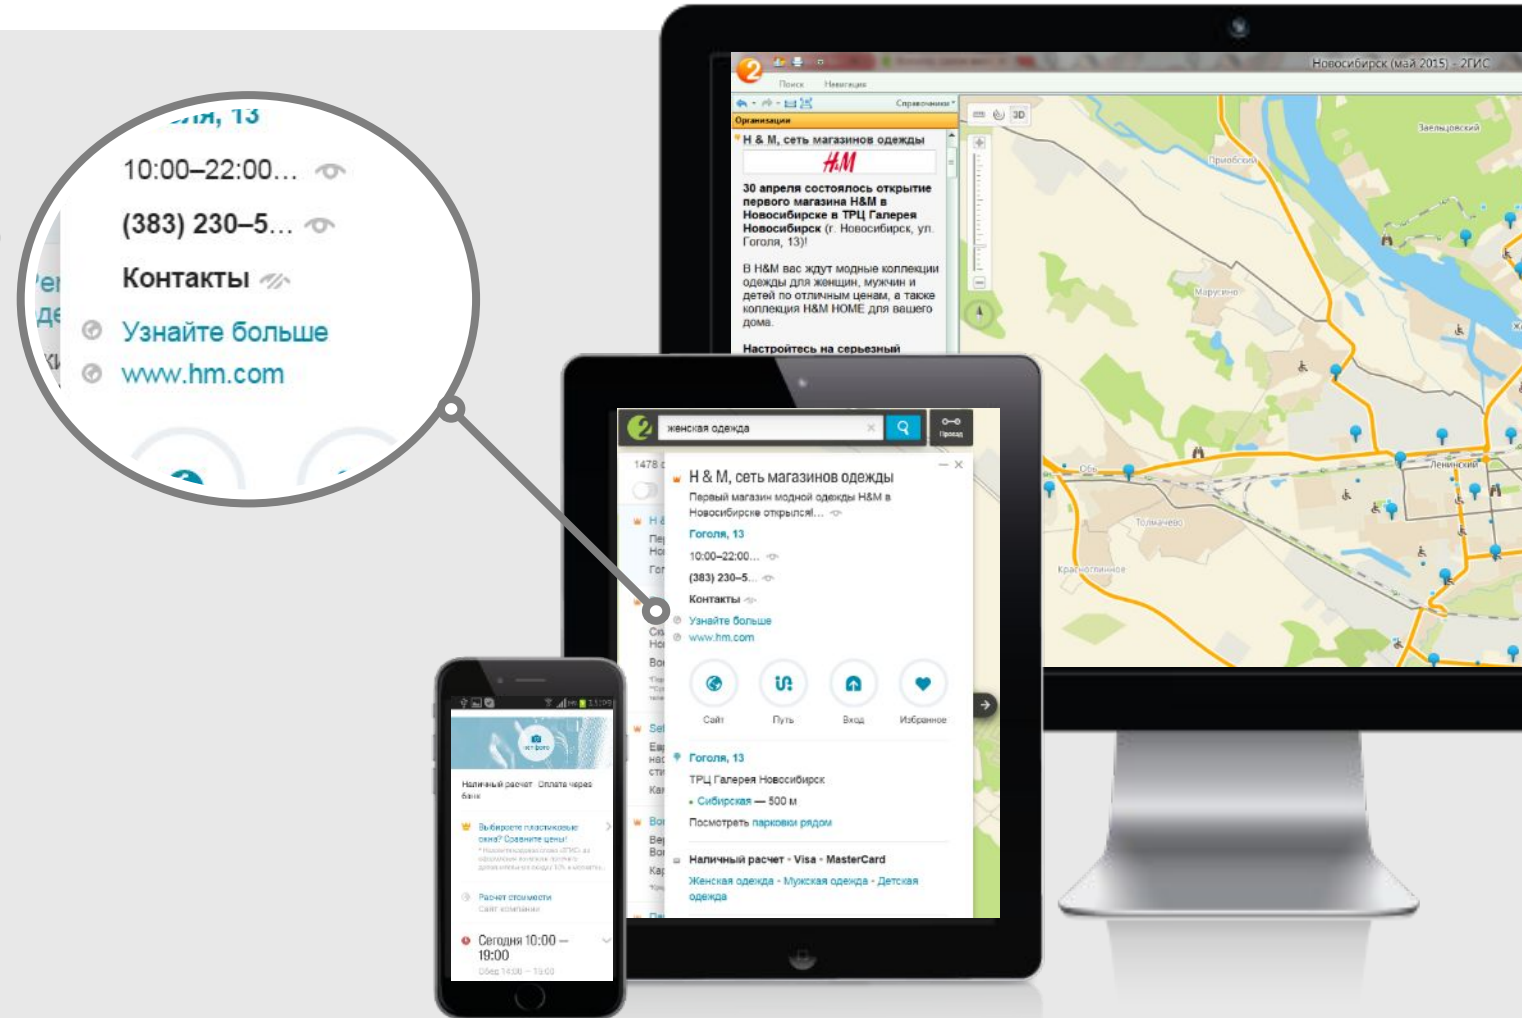 оля, 13
10:00–22:00...
(383) 230–5...
Контакты
Узнайте больше
www.hm.com
Новосибирск (май 2015) - 2ГИС
Поиск Навигация
Справочники
Организации
3D
H & M, сеть магазинов одежды
H&M
30 апреля состоялось открытие
первого магазина H&M в
Новосибирске в ТРЦ Галерея
Новосибирск (г. Новосибирск, ул.
Гоголя, 13)!
В H&M вас ждут модные коллекции
одежды для женщин, мужчин и
детей по отличным ценам, а также
коллекция H&M HOME для вашего
дома.
Настройтесь на серьезный
Заельцовский
Приобский
Марусино
Обь
Ленинский
Толмачево
Красноглинное
женская одежда
Проезд
1478
H & M, сеть магазинов одежды
Первый магазин модной одежды H&M в
Новосибирске открылся!...
Гоголя, 13
10:00–22:00...
(383) 230–5...
Контакты
Узнайте больше
www.hm.com
Сайт Путь Вход Избранное
Гоголя, 13
ТРЦ Галерея Новосибирск
Сибирская — 500 м
Посмотреть парковки рядом
Наличный расчет • Visa • MasterCard
Женская одежда • Мужская одежда • Детская
одежда
Наличный расчет Оплата через
банк
Выбираете пластиковые
окна? Сравните цены!
Расчет стоимости
Сайт компании
Сегодня 10:00 —
19:00
Обед 14:00 — 15:00